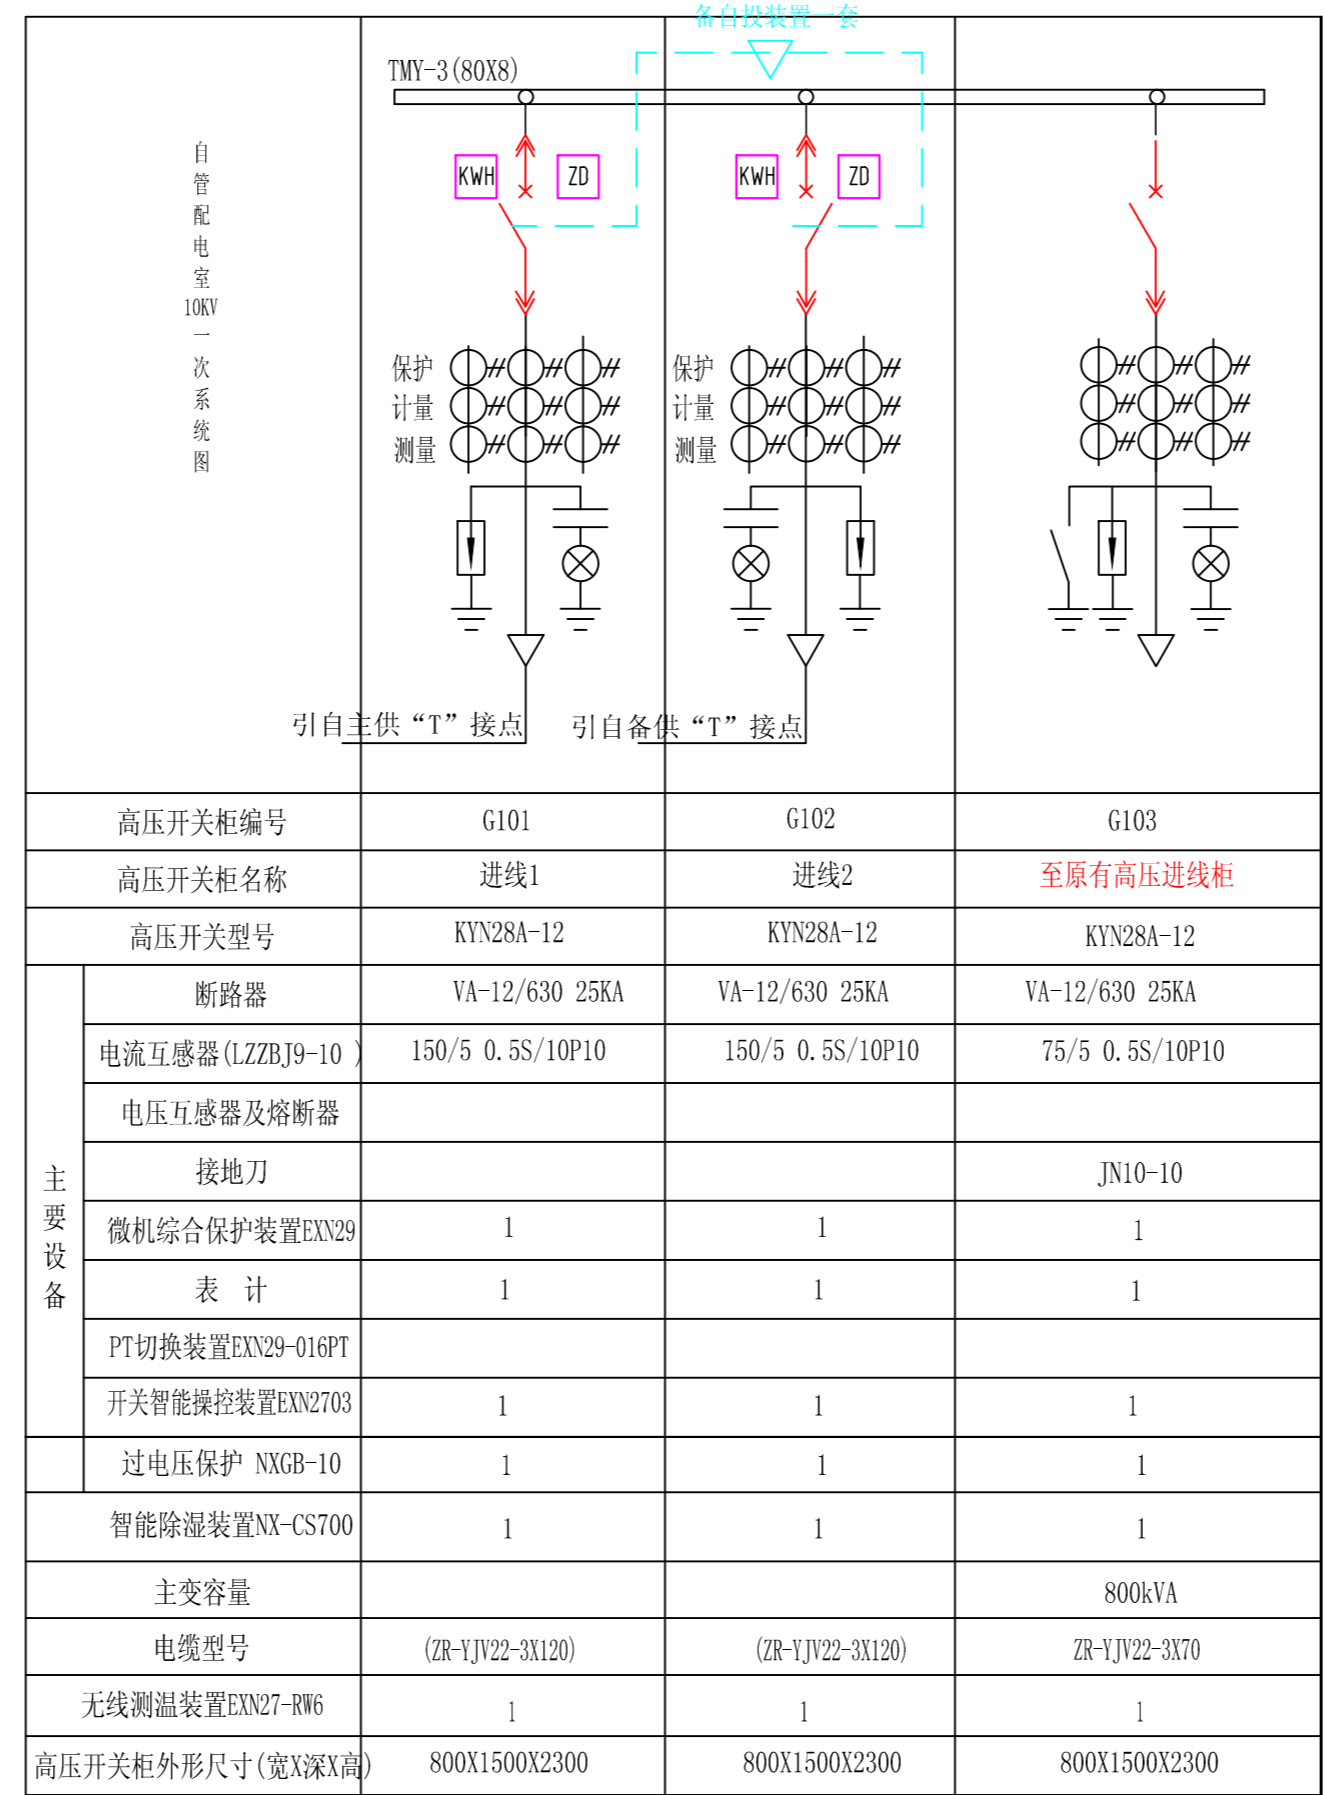 备自投装置一套
TMY-3(80X8)
自管配电室10KV一次系统图
KWH ZD KWH ZD
保护 保护
计量 计量
测量 测量
引自主供“T”接点 引自备供“T”接点
高压开关柜编号 G101 G102 G103
高压开关柜名称 进线1 进线2 至原有高压进线柜
高压开关型号 KYN28A-12 KYN28A-12 KYN28A-12
主要设备
断路器 VA-12/630 25KA VA-12/630 25KA VA-12/630 25KA
电流互感器(LZZBJ9-10 ) 150/5 0.5S/10P10 150/5 0.5S/10P10 75/5 0.5S/10P10
电压互感器及熔断器
接地刀 JN10-10
微机综合保护装置EXN29 1 1 1
表 计 1 1 1
PT切换装置EXN29-016PT
开关智能操控装置EXN2703 1 1 1
过电压保护 NXGB-10 1 1 1
智能除湿装置NX-CS700 1 1 1
主变容量 800kVA
电缆型号 (ZR-YJV22-3X120) (ZR-YJV22-3X120) ZR-YJV22-3X70
无线测温装置EXN27-RW6 1 1 1
高压开关柜外形尺寸(宽X深X高) 800X1500X2300 800X1500X2300 800X1500X2300